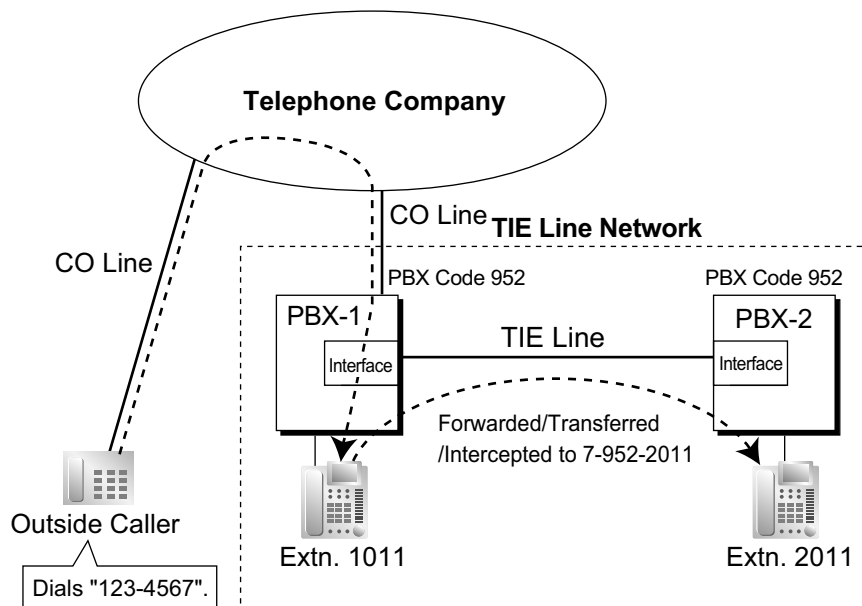 Telephone Company
CO Line
CO Line
TIE Line Network
PBX Code 952
PBX Code 952
PBX-1
PBX-2
TIE Line
Interface
Interface
Forwarded/Transferred
/Intercepted to 7-952-2011
Outside Caller
Extn. 1011
Extn. 2011
Dials "123-4567".